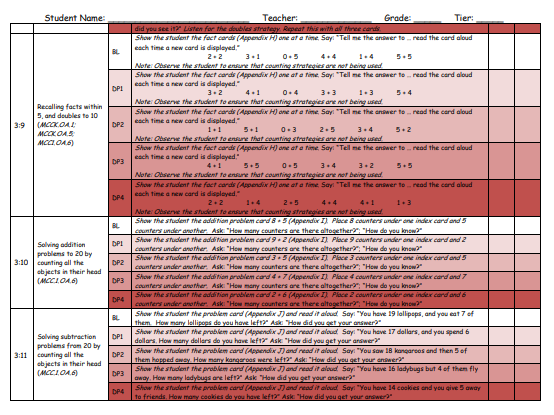 Student Name: ____________________ Teacher: ____________ Grade: _____ Tier: _____
did you see it?" Listen for the doubles strategy. Repeat this with all three cards.
3:9
Recalling facts within
5, and doubles to 10
(MCCK.OA.1;
MCCK.OA.5;
MCC1.OA.6)
BL
Show the student the fact cards (Appendix H) one at a time. Say: "Tell me the answer to … read the card aloud
each time a new card is displayed."
2 + 2 3 + 1 0 + 5 4 + 4 1 + 4 5 + 5
Note: Observe the student to ensure that counting strategies are not being used.
DP1
Show the student the fact cards (Appendix H) one at a time. Say: "Tell me the answer to … read the card aloud
each time a new card is displayed."
3 + 2 4 + 1 0 + 4 3 + 3 1 + 3 5 + 5
Note: Observe the student to ensure that counting strategies are not being used.
DP2
Show the student the fact cards (Appendix H) one at a time. Say: "Tell me the answer to … read the card aloud
each time a new card is displayed."
1 + 1 5 + 1 0 + 3 2 + 5 3 + 4 5 + 2
Note: Observe the student to ensure that counting strategies are not being used.
DP3
Show the student the fact cards (Appendix H) one at a time. Say: "Tell me the answer to … read the card aloud
each time a new card is displayed."
4 + 1 5 + 5 0 + 5 3 + 4 3 + 2 5 + 5
Note: Observe the student to ensure that counting strategies are not being used.
DP4
Show the student the fact cards (Appendix H) one at a time. Say: "Tell me the answer to … read the card aloud
each time a new card is displayed."
2 + 2 1 + 4 2 + 5 4 + 4 4 + 1 1 + 3
Note: Observe the student to ensure that counting strategies are not being used.
3:10
Solving addition
problems to 20 by
counting all the
objects in their head
(MCC1.OA.6)
BL
Show the student the addition problem card 8 + 5 (Appendix I). Place 8 counters under one index card and 5
counters under another. Ask: "How many counters are there altogether?"; "How do you know?"
DP1
Show the student the addition problem card 9 + 2 (Appendix I). Place 9 counters under one index card and 2
counters under another. Ask: "How many counters are there altogether?"; "How do you know?"
DP2
Show the student the addition problem card 3 + 5 (Appendix I). Place 3 counters under one index card and 5
counters under another. Ask: "How many counters are there altogether?"; "How do you know?"
DP3
Show the student the addition problem card 4 + 7 (Appendix I). Place 4 counters under one index card and 7
counters under another. Ask: "How many counters are there altogether?"; "How do you know?"
DP4
Show the student the addition problem card 2 + 6 (Appendix I). Place 2 counters under one index card and 6
counters under another. Ask: "How many counters are there altogether?"; "How do you know?"
3:11
Solving subtraction
problems from 20 by
counting all the
objects in their head
(MCC1.OA.6)
BL
Show the student the problem card (Appendix J) and read it aloud. Say: "You have 19 lollipops, and you eat 7 of
them. How many lollipops do you have left?" Ask: "How did you get your answer?"
DP1
Show the student the problem card (Appendix J) and read it aloud. Say: "You have 17 dollars, and you spend 6
dollars. How many dollars do you have left?" Ask: "How did you get your answer?"
DP2
Show the student the problem card (Appendix J) and read it aloud. Say: "You saw 18 kangaroos and then 5 of
them hopped away. How many kangaroos were left?" Ask: "How did you get your answer?"
DP3
Show the student the problem card (Appendix J) and read it aloud. Say: "You have 16 ladybugs but 4 of them fly
away. How many ladybugs are left?" Ask: "How did you get your answer?"
DP4
Show the student the problem card (Appendix J) and read it aloud. Say: "You have 14 cookies and you give 5 away
to friends. How many cookies do you have left?" Ask: "How did you get your answer?"